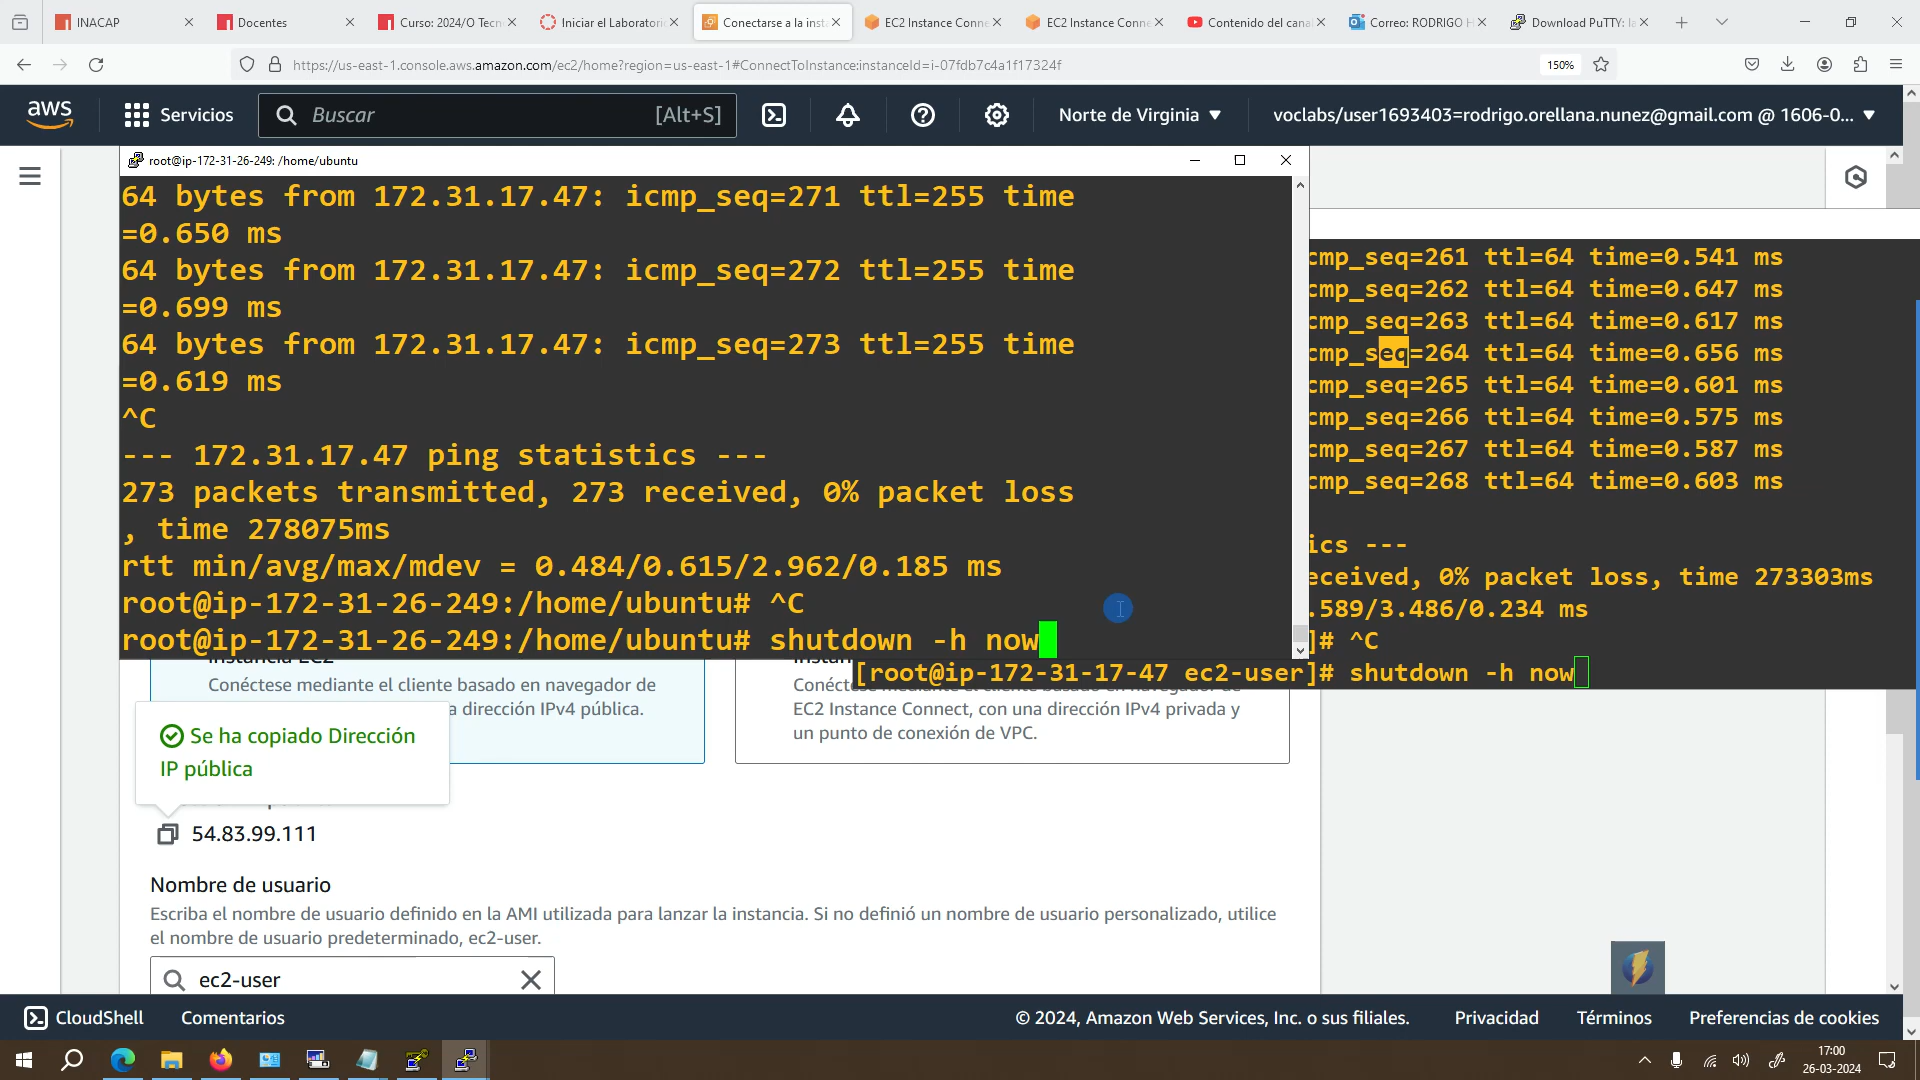 INACAP
Docentes
Curso: 2024/O Tecn
Iniciar el Laboratorio
Conectarse a la inst
EC2 Instance Conne
EC2 Instance Conne
Contenido del cana
Correo: RODRIGO H
Download PuTTY: la
https://us-east-1.console.aws.amazon.com/ec2/home?region=us-east-1#ConnectToInstance:instanceId=i-07fdb7c4a1f17324f
150%
aws
Servicios
Buscar
[Alt+S]
Norte de Virginia
voclabs/user1693403=rodrigo.orellana.nunez@gmail.com @ 1606-0...
root@ip-172-31-26-249: /home/ubuntu
64 bytes from 172.31.17.47: icmp_seq=271 ttl=255 time
=0.650 ms
64 bytes from 172.31.17.47: icmp_seq=272 ttl=255 time
=0.699 ms
64 bytes from 172.31.17.47: icmp_seq=273 ttl=255 time
=0.619 ms
^C
--- 172.31.17.47 ping statistics ---
273 packets transmitted, 273 received, 0% packet loss
, time 278075ms
rtt min/avg/max/mdev = 0.484/0.615/2.962/0.185 ms
root@ip-172-31-26-249:/home/ubuntu# ^C
root@ip-172-31-26-249:/home/ubuntu# shutdown -h now
cmp_seq=261 ttl=64 time=0.541 ms
cmp_seq=262 ttl=64 time=0.647 ms
cmp_seq=263 ttl=64 time=0.617 ms
cmp_seq=264 ttl=64 time=0.656 ms
cmp_seq=265 ttl=64 time=0.601 ms
cmp_seq=266 ttl=64 time=0.575 ms
cmp_seq=267 ttl=64 time=0.587 ms
cmp_seq=268 ttl=64 time=0.603 ms
ics ---
eceived, 0% packet loss, time 273303ms
.589/3.486/0.234 ms
]# ^C
[root@ip-172-31-17-47 ec2-user]# shutdown -h now
Instancia EC2
Conéctese mediante el cliente basado en navegador de
a dirección IPv4 pública.
EC2 Instance Connect, con una dirección IPv4 privada y
un punto de conexión de VPC.
Se ha copiado Dirección
IP pública
54.83.99.111
Nombre de usuario
Escriba el nombre de usuario definido en la AMI utilizada para lanzar la instancia. Si no definió un nombre de usuario personalizado, utilice
el nombre de usuario predeterminado, ec2-user.
ec2-user
CloudShell
Comentarios
© 2024, Amazon Web Services, Inc. o sus filiales.
Privacidad
Términos
Preferencias de cookies
17:00
26-03-2024